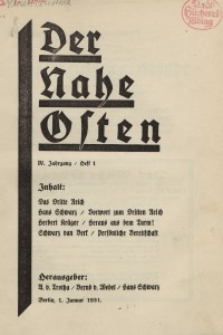 Der
Nahe
Osten
IV. Jahrgang / Heft 1
Inhalt:
Das Dritte Reich
Hans Schwarz / Vorwort zum Dritten Reich
Herbert Krüger / Heraus aus dem Turm!
Schwarz van Berk / Persönliche Bereitschaft
Herausgeber:
A. v. Trotha / Bernd v. Wedel / Hans Schwarz
Berlin, 1. Januar 1931.